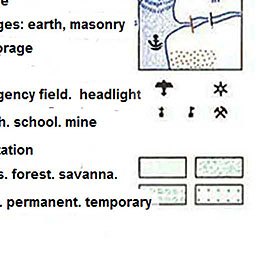 e
ges: earth, masonry
orage
gency field. headlight
h. school. mine
tation
s. forest. savanna.
. permanent. temporary